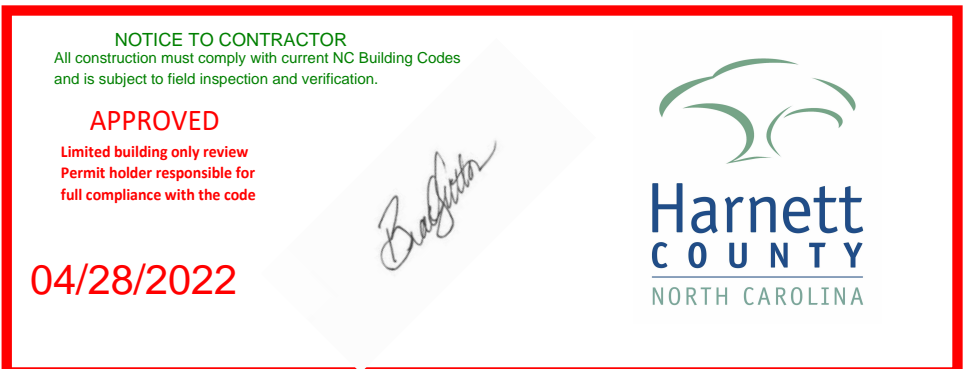 NOTICE TO CONTRACTOR
All construction must comply with current NC Building Codes
and is subject to field inspection and verification.
APPROVED
Limited building only review
Permit holder responsible for
full compliance with the code
04/28/2022
Brad Sutton
Harnett
COUNTY
NORTH CAROLINA